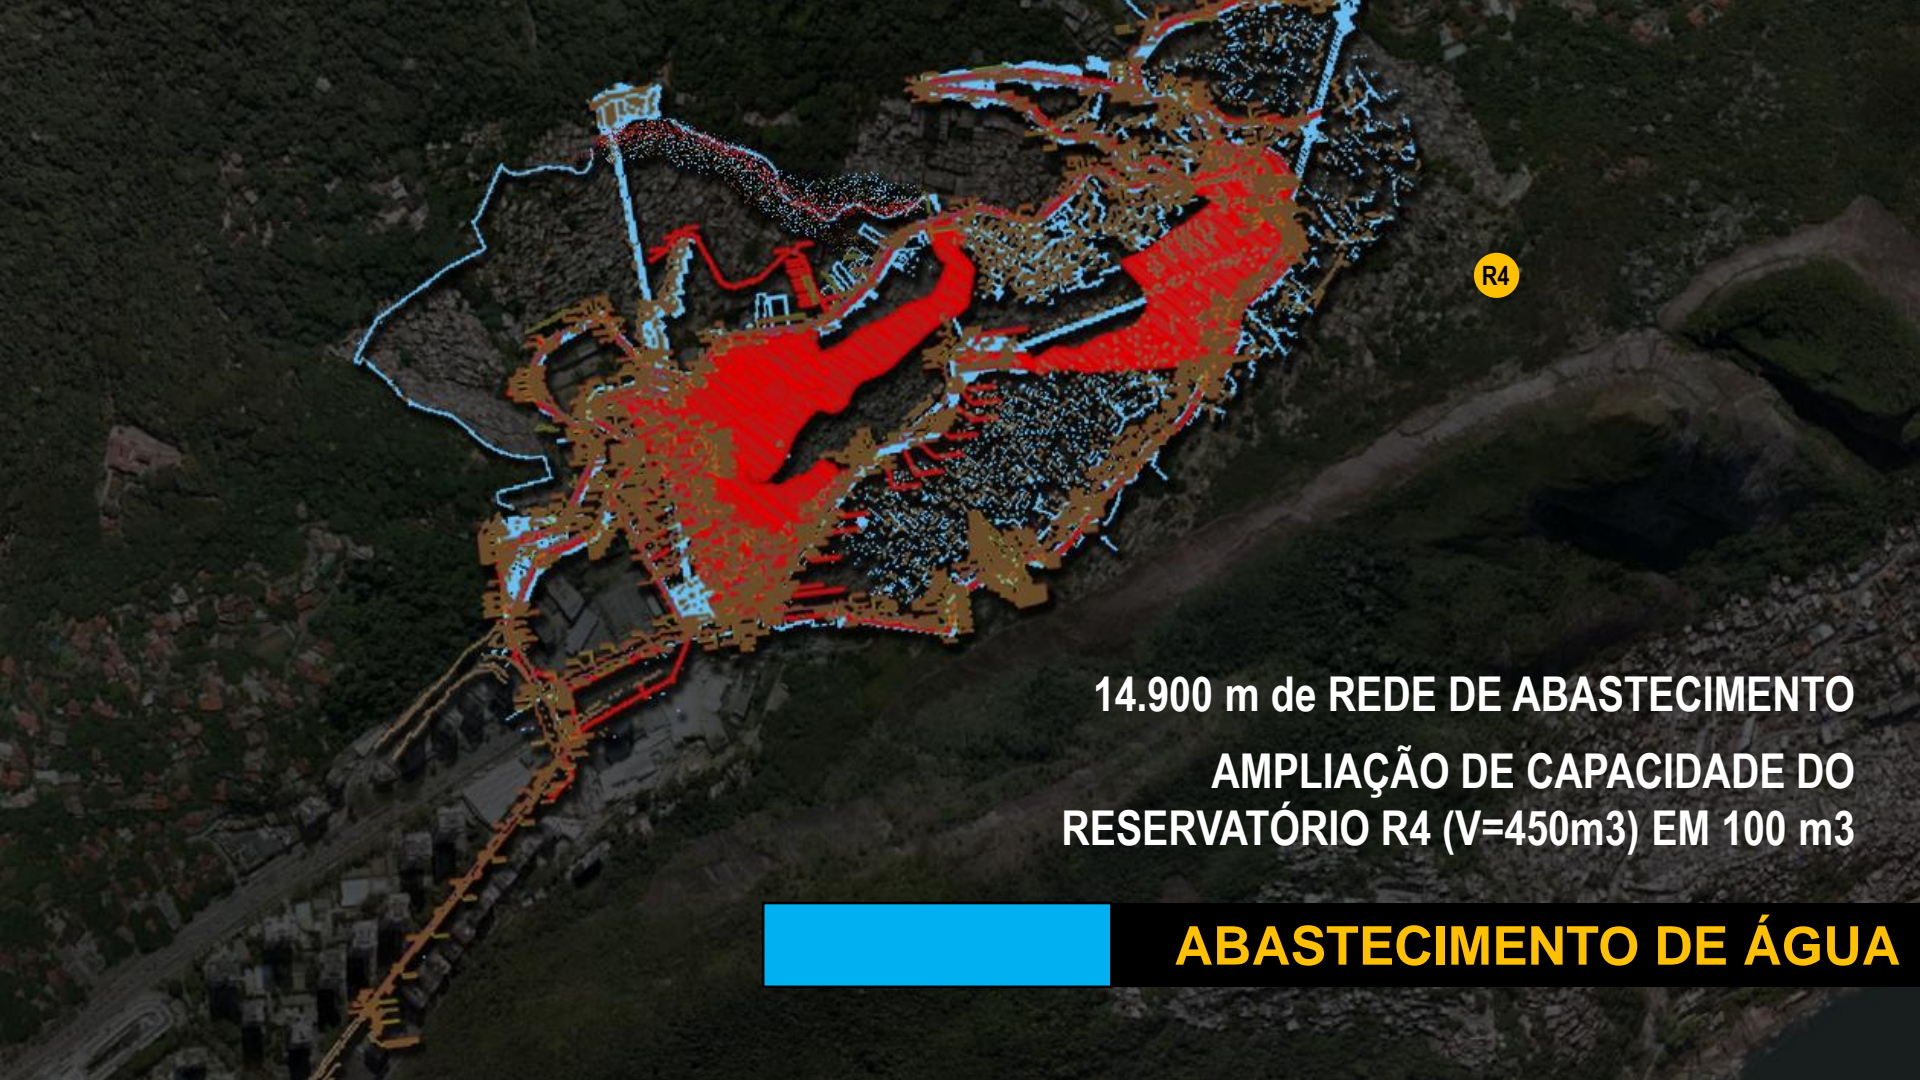 R4
14.900 m de REDE DE ABASTECIMENTO
AMPLIAÇÃO DE CAPACIDADE DO
RESERVATÓRIO R4 (V=450m3) EM 100 m3
ABASTECIMENTO DE ÁGUA